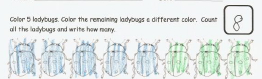 Color 5 ladybugs. Color the remaining ladybugs a different color. Count
all the ladybugs and write how many.
8